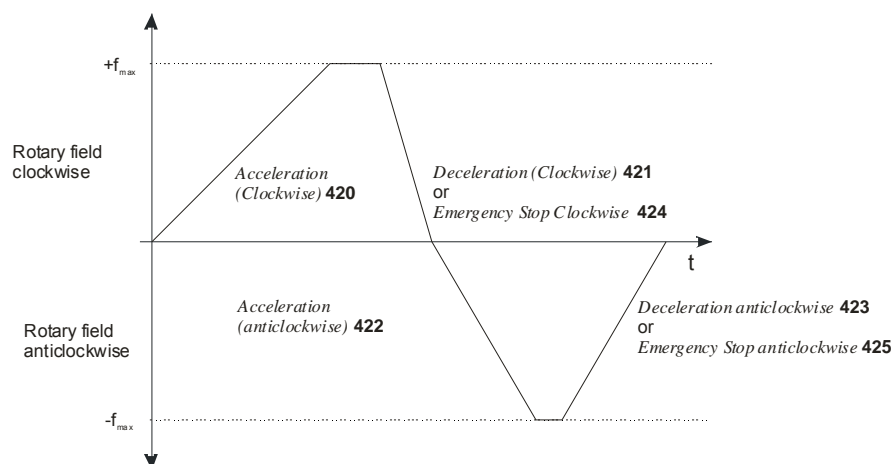 +fmax
Rotary field
clockwise
Acceleration
(Clockwise) 420
Deceleration (Clockwise) 421
or
Emergency Stop Clockwise 424
t
Acceleration
(anticlockwise) 422
Rotary field
anticlockwise
Deceleration anticlockwise 423
or
Emergency Stop anticlockwise 425
-fmax